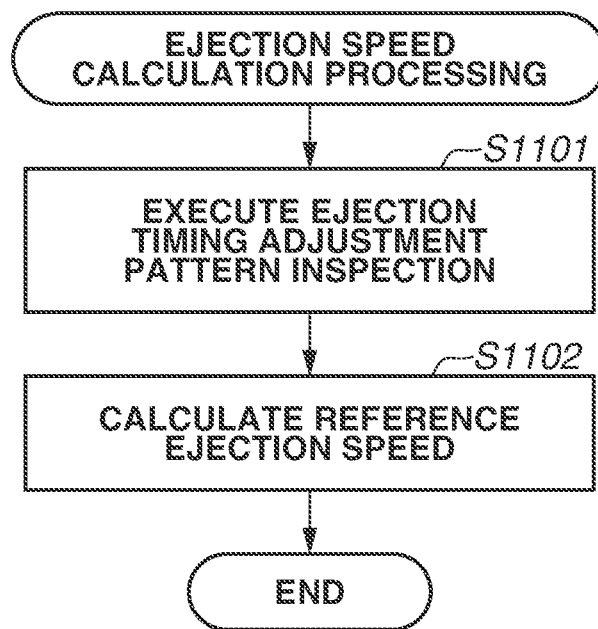 EJECTION SPEED
CALCULATION PROCESSING
S1101
EXECUTE EJECTION
TIMING ADJUSTMENT
PATTERN INSPECTION
S1102
CALCULATE REFERENCE
EJECTION SPEED
END